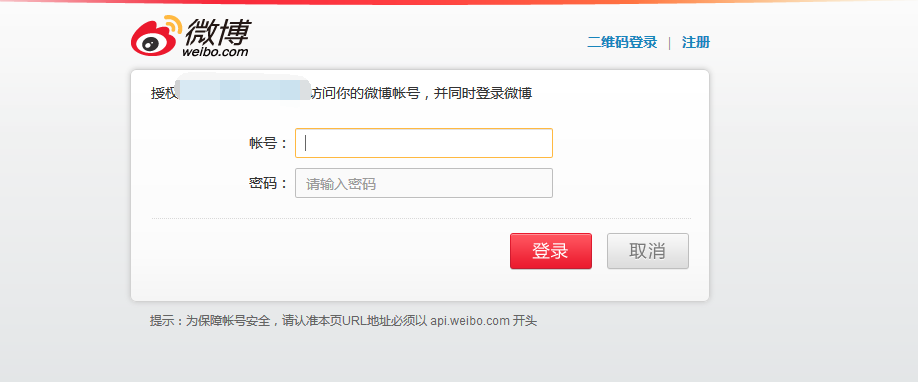 微博
weibo.com
二维码登录 | 注册
授权 访问你的微博帐号，并同时登录微博
帐号：
密码： 请输入密码
登录 取消
提示：为保障帐号安全，请认准本页URL地址必须以 api.weibo.com 开头